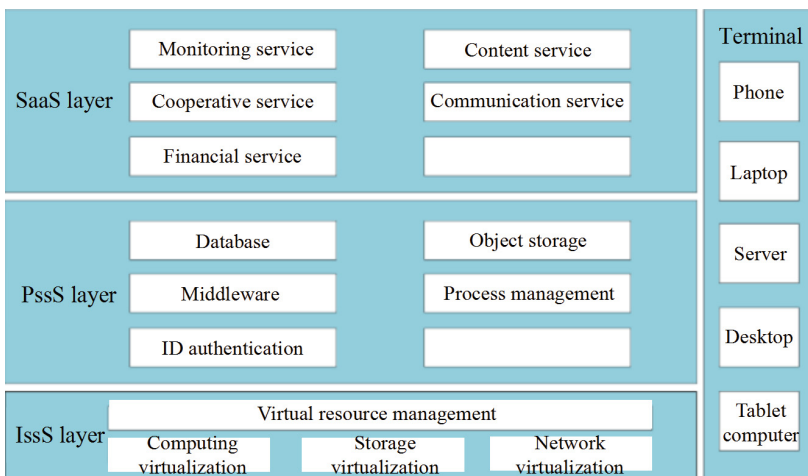 SaaS layer
Monitoring service
Content service
Cooperative service
Communication service
Financial service
PssS layer
Database
Object storage
Middleware
Process management
ID authentication
IssS layer
Virtual resource management
Computing
virtualization
Storage
virtualization
Network
virtualization
Terminal
Phone
Laptop
Server
Desktop
Tablet
computer